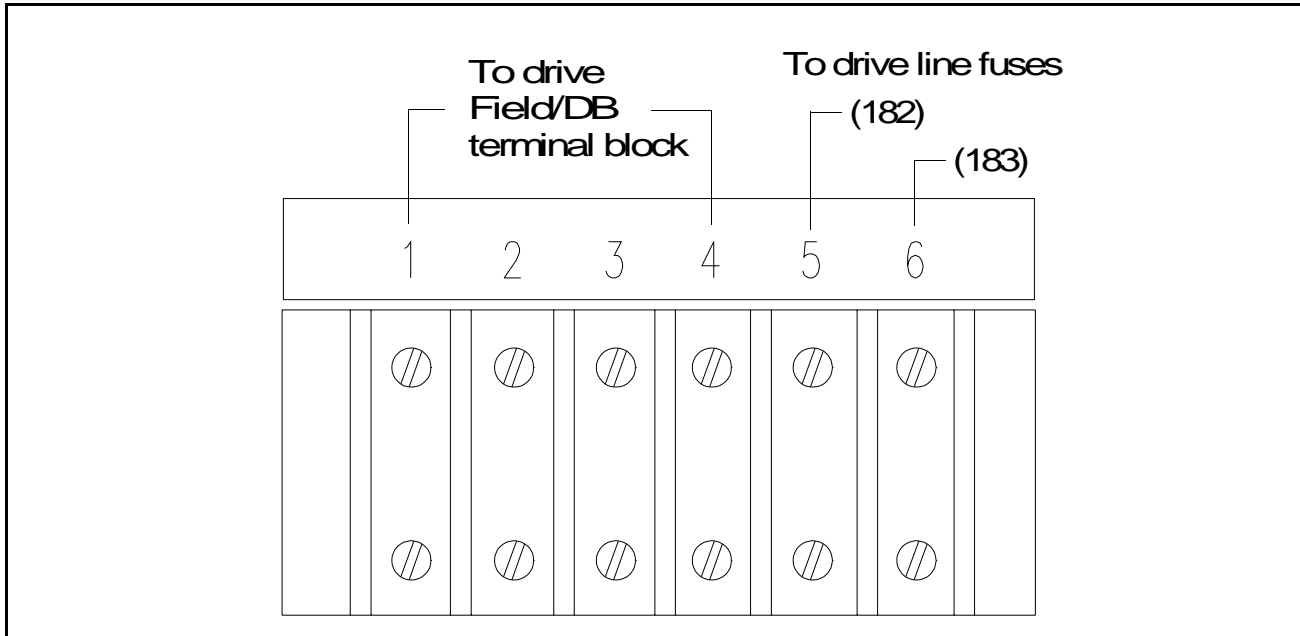 To drive
Field/DB
terminal block
To drive line fuses
(182)
(183)
1 2 3 4 5 6